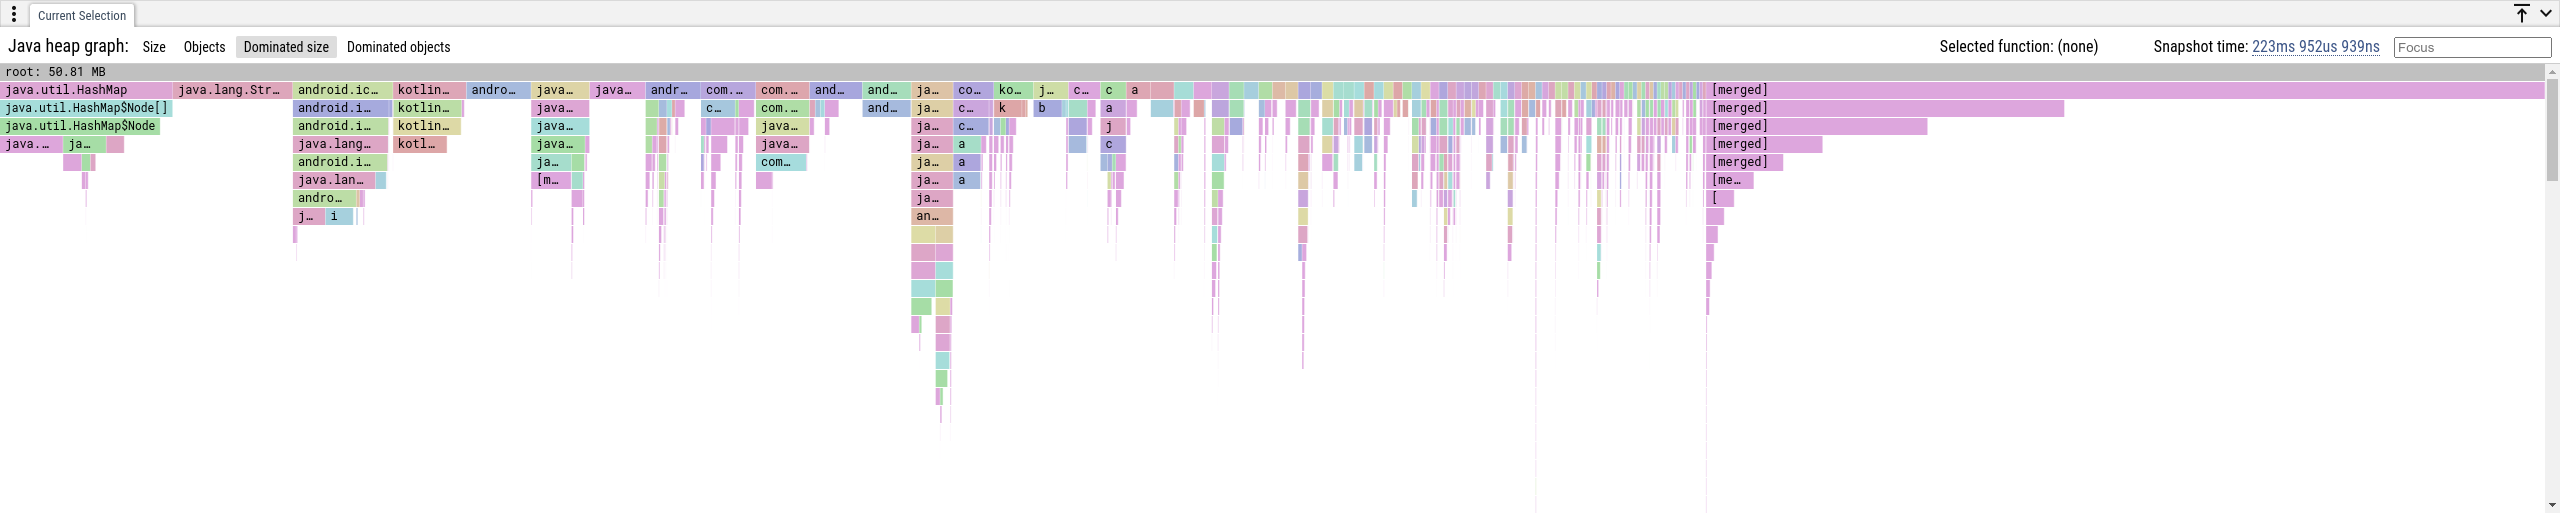 Current Selection
Java heap graph: Size Objects Dominated size Dominated objects Selected function: (none) Snapshot time: 223ms 952us 939ns Focus
root: 50.81 MB
java.util.HashMap java.lang.Str… android.ic… kotlin… andro… java… java… andr… com.… com.… and… and… ja… co… ko… j… c… c a [merged]
java.util.HashMap$Node[] android.i… kotlin… java… c… com.… and… ja… c… k b a [merged]
java.util.HashMap$Node android.i… kotlin… java… java… ja… c… j [merged]
java.… ja… java.lang… kotl… java… java… ja… a c [merged]
android.i… ja… com… ja… a [merged]
java.lan… [m… ja… a [me…
andro… ja… [
j… i an…